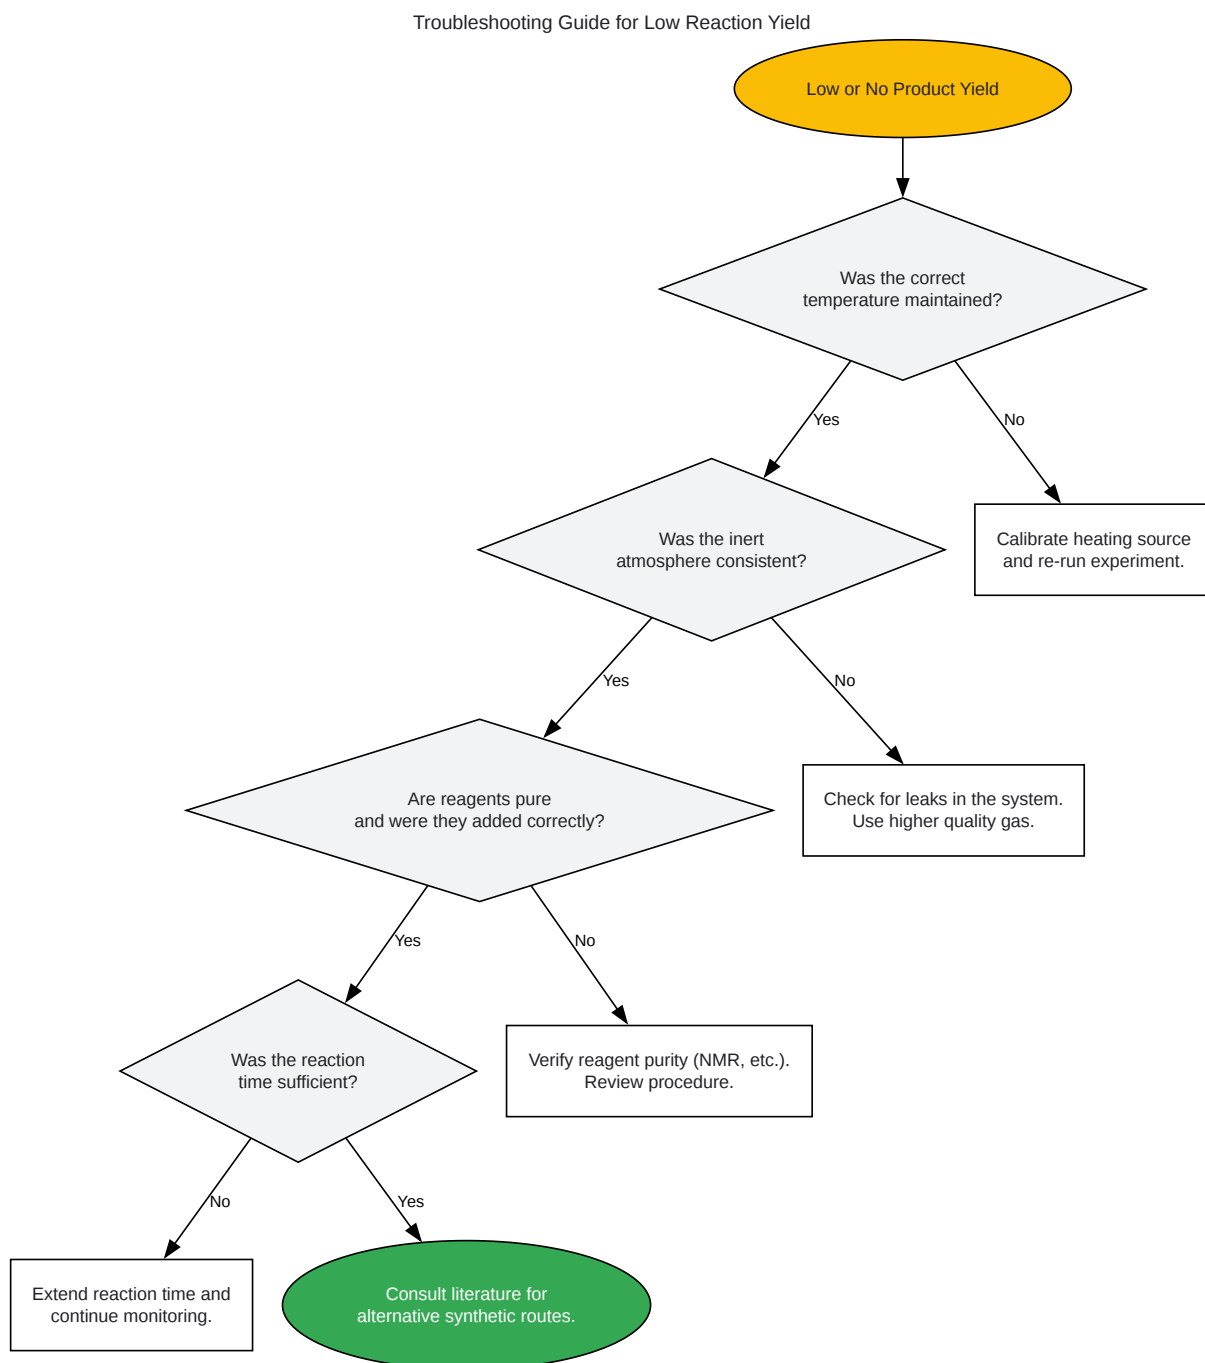 Troubleshooting Guide for Low Reaction Yield
Low or No Product Yield
Was the correct
temperature maintained?
Yes
No
Was the inert
atmosphere consistent?
Calibrate heating source
and re-run experiment.
Yes
No
Are reagents pure
and were they added correctly?
Check for leaks in the system.
Use higher quality gas.
Yes
No
Was the reaction
time sufficient?
Verify reagent purity (NMR, etc.).
Review procedure.
No
Yes
Extend reaction time and
continue monitoring.
Consult literature for
alternative synthetic routes.